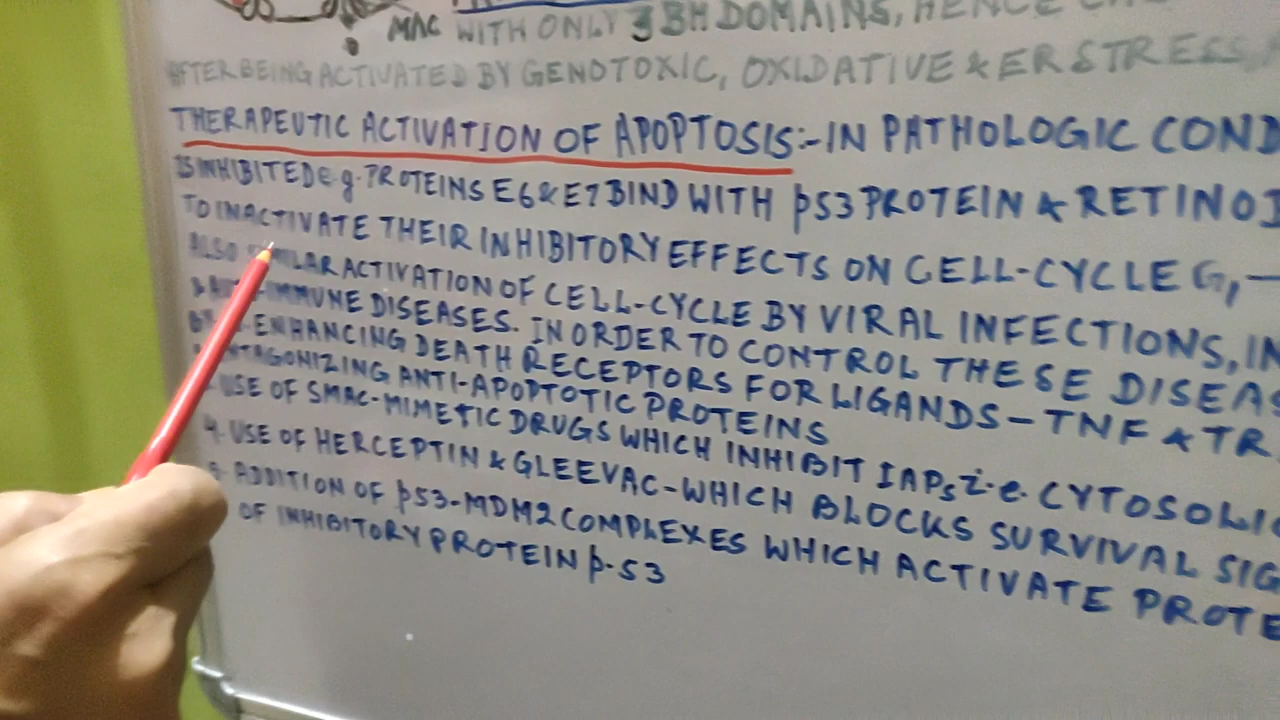 MAC WITH ONLY 3 BH DOMAINS, HENCE
AFTER BEING ACTIVATED BY GENOTOXIC, OXIDATIVE & ER STRESS,
THERAPEUTIC ACTIVATION OF APOPTOSIS:- IN PATHOLOGIC COND
IS INHIBITED e.g. PROTEINS E6 & E7 BIND WITH p53 PROTEIN & RETINO
TO INACTIVATE THEIR INHIBITORY EFFECTS ON CELL-CYCLE G1-
ALSO SIMILAR ACTIVATION OF CELL-CYCLE BY VIRAL INFECTIONS, IN
IMMUNE DISEASES. IN ORDER TO CONTROL THESE DISEAS
ENHANCING DEATH RECEPTORS FOR LIGANDS - TNF & TR
ANTAGONIZING ANTI-APOPTOTIC PROTEINS
USE OF SMAC-MIMETIC DRUGS WHICH INHIBIT IAPs i.e. CYTOSOLIC
4. USE OF HERCEPTIN & GLEEVAC - WHICH BLOCKS SURVIVAL SIG
5. ADDITION OF p53-MDM2 COMPLEXES WHICH ACTIVATE PROTE
OF INHIBITORY PROTEIN p-53